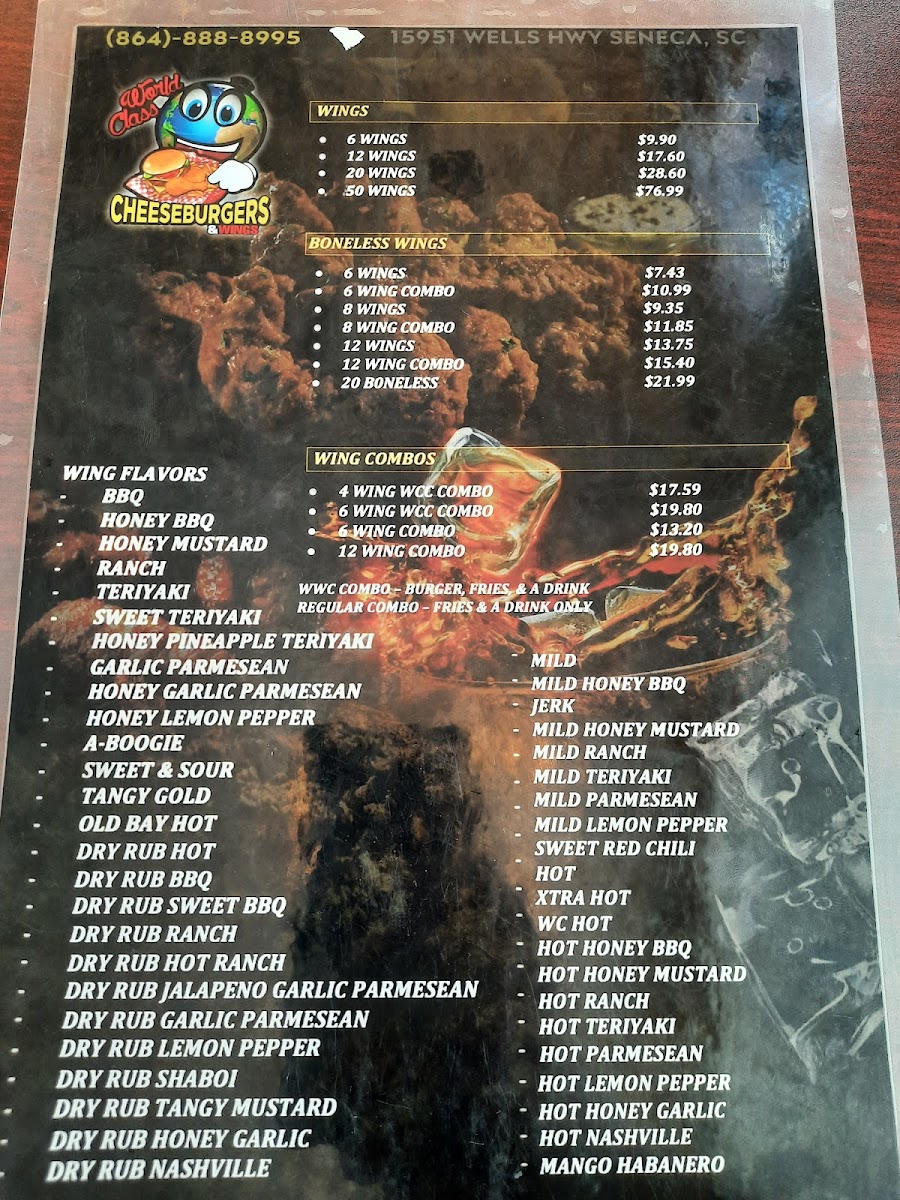 (864)-888-8995
15951 WELLS HWY SENECA, SC
World
Class
CHEESEBURGERS
& WINGS
WINGS
• 6 WINGS $9.90
• 12 WINGS $17.60
• 20 WINGS $28.60
• 50 WINGS $76.99
BONELESS WINGS
• 6 WINGS $7.43
• 6 WING COMBO $10.99
• 8 WINGS $9.35
• 8 WING COMBO $11.85
• 12 WINGS $13.75
• 12 WING COMBO $15.40
• 20 BONELESS $21.99
WING COMBOS
• 4 WING WCC COMBO $17.59
• 6 WING WCC COMBO $19.80
• 6 WING COMBO $13.20
• 12 WING COMBO $19.80
WWC COMBO – BURGER, FRIES, & A DRINK
REGULAR COMBO – FRIES & A DRINK ONLY
WING FLAVORS
- BBQ
- HONEY BBQ
- HONEY MUSTARD
- RANCH
- TERIYAKI
- SWEET TERIYAKI
- HONEY PINEAPPLE TERIYAKI
- GARLIC PARMESEAN
- HONEY GARLIC PARMESEAN
- HONEY LEMON PEPPER
- A-BOOGIE
- SWEET & SOUR
- TANGY GOLD
- OLD BAY HOT
- DRY RUB HOT
- DRY RUB BBQ
- DRY RUB SWEET BBQ
- DRY RUB RANCH
- DRY RUB HOT RANCH
- DRY RUB JALAPENO GARLIC PARMESEAN
- DRY RUB GARLIC PARMESEAN
- DRY RUB LEMON PEPPER
- DRY RUB SHABOI
- DRY RUB TANGY MUSTARD
- DRY RUB HONEY GARLIC
- DRY RUB NASHVILLE
- MILD
- MILD HONEY BBQ
- JERK
- MILD HONEY MUSTARD
- MILD RANCH
- MILD TERIYAKI
- MILD PARMESEAN
- MILD LEMON PEPPER
- SWEET RED CHILI
- HOT
- XTRA HOT
- WC HOT
- HOT HONEY BBQ
- HOT HONEY MUSTARD
- HOT RANCH
- HOT TERIYAKI
- HOT PARMESEAN
- HOT LEMON PEPPER
- HOT HONEY GARLIC
- HOT NASHVILLE
- MANGO HABANERO